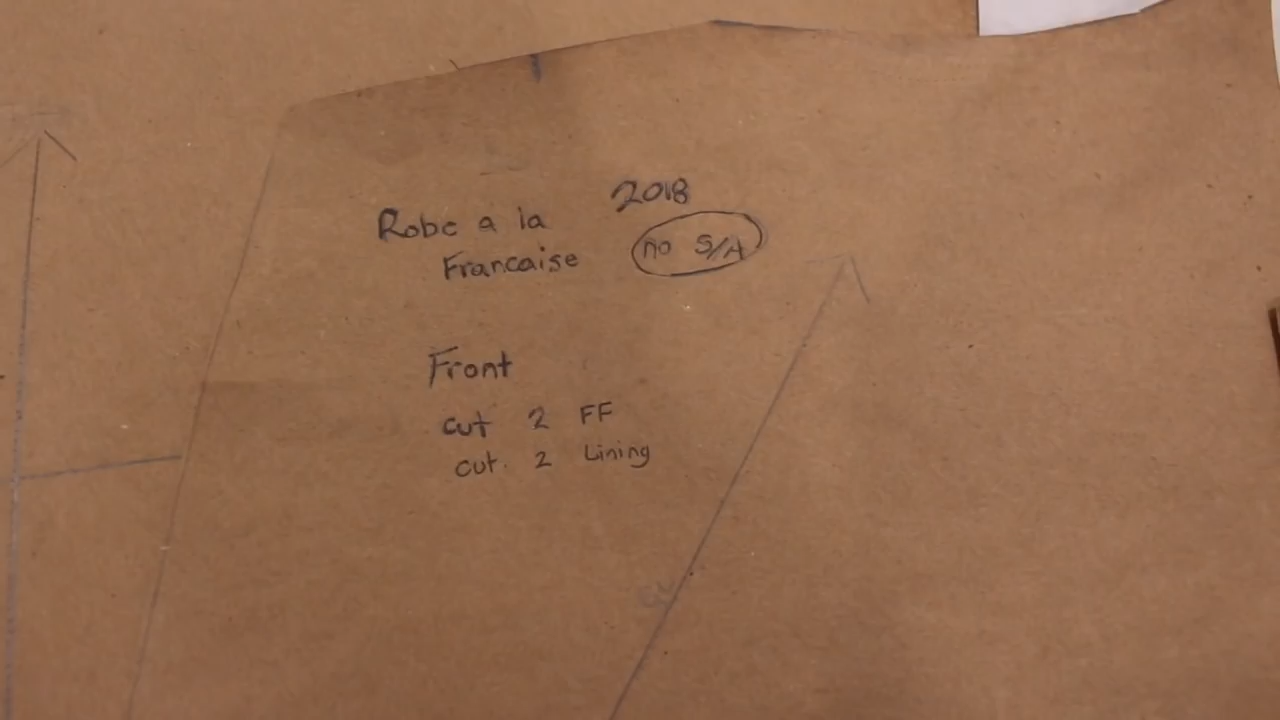 Robe a la
Francaise
2018
no S/A
Front
cut 2 FF
cut. 2 Lining